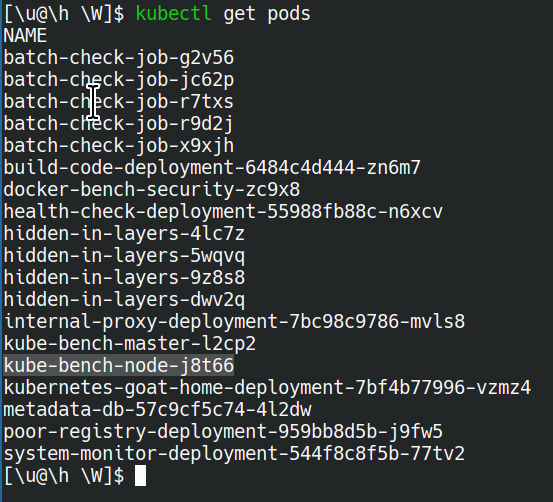 [\u@\h \W]$ kubectl get pods
NAME
batch-check-job-g2v56
batch-check-job-jc62p
batch-check-job-r7txs
batch-check-job-r9d2j
batch-check-job-x9xjh
build-code-deployment-6484c4d444-zn6m7
docker-bench-security-zc9x8
health-check-deployment-55988fb88c-n6xcv
hidden-in-layers-4lc7z
hidden-in-layers-5wqvq
hidden-in-layers-9z8s8
hidden-in-layers-dwv2q
internal-proxy-deployment-7bc98c9786-mvls8
kube-bench-master-l2cp2
kube-bench-node-j8t66
kubernetes-goat-home-deployment-7bf4b77996-vzmz4
metadata-db-57c9cf5c74-4l2dw
poor-registry-deployment-959bb8d5b-j9fw5
system-monitor-deployment-544f8c8f5b-77tv2
[\u@\h \W]$